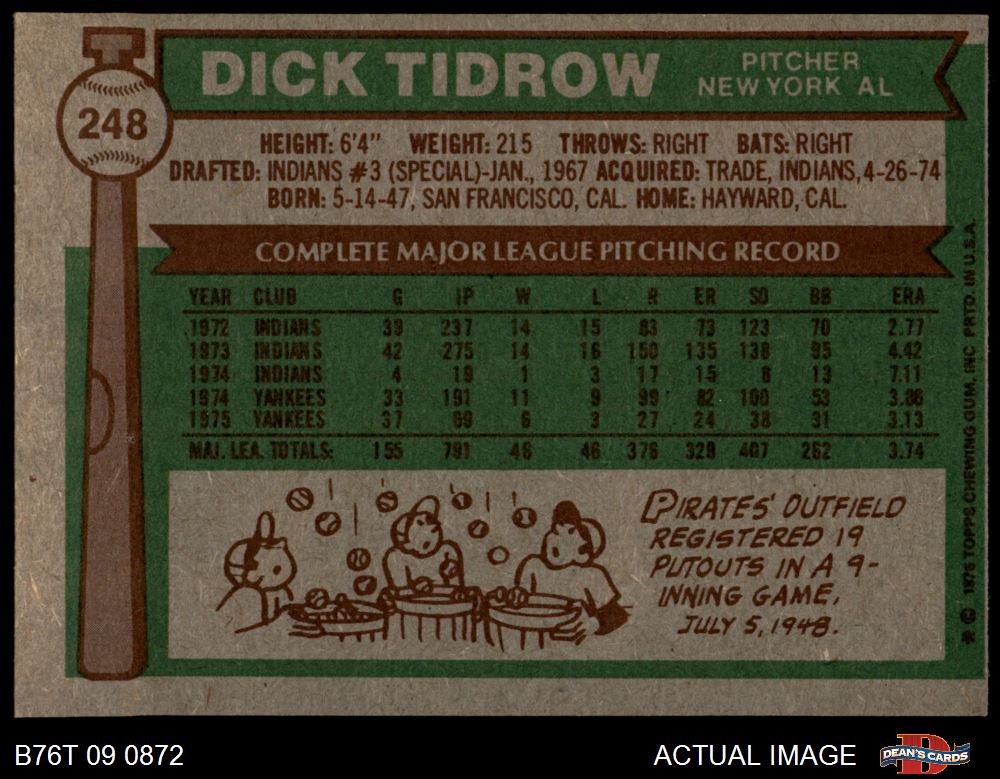 248
DICK TIDROW
PITCHER
NEW YORK AL
HEIGHT: 6'4" WEIGHT: 215 THROWS: RIGHT BATS: RIGHT
DRAFTED: INDIANS #3 (SPECIAL)-JAN., 1967 ACQUIRED: TRADE, INDIANS, 4-26-74
BORN: 5-14-47, SAN FRANCISCO, CAL. HOME: HAYWARD, CAL.
COMPLETE MAJOR LEAGUE PITCHING RECORD
YEAR CLUB G IP W L R ER SO BB ERA
1972 INDIANS 39 237 14 15 83 73 123 70 2.77
1973 INDIANS 42 275 14 16 150 135 138 95 4.42
1974 INDIANS 4 19 1 3 17 15 8 13 7.11
1974 YANKEES 33 191 11 9 99 82 100 53 3.86
1975 YANKEES 37 69 6 3 27 24 38 31 3.13
MAJ. LEA. TOTALS: 155 791 46 46 376 329 407 262 3.74
PIRATES' OUTFIELD
REGISTERED 19
PUTOUTS IN A 9-
INNING GAME,
JULY 5, 1948.
* © 1976 TOPPS CHEWING GUM, INC PRTD. IN U.S.A.
B76T 09 0872
ACTUAL IMAGE
DEAN'S CARDS